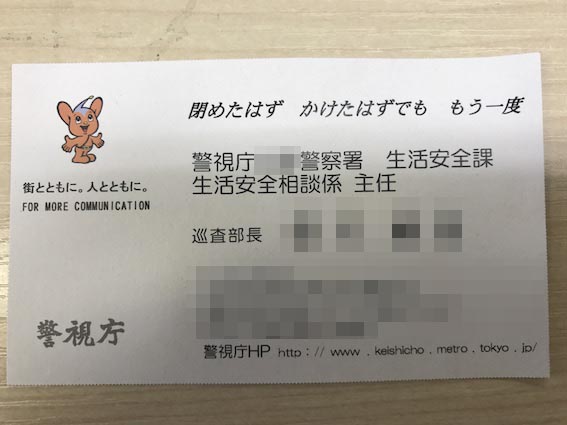 閉めたはず かけたはずでも もう一度
警視庁 警察署 生活安全課
生活安全相談係 主任
巡査部長
街とともに。人とともに。
FOR MORE COMMUNICATION
警視庁
警視庁HP http://www.keishicho.metro.tokyo.jp/